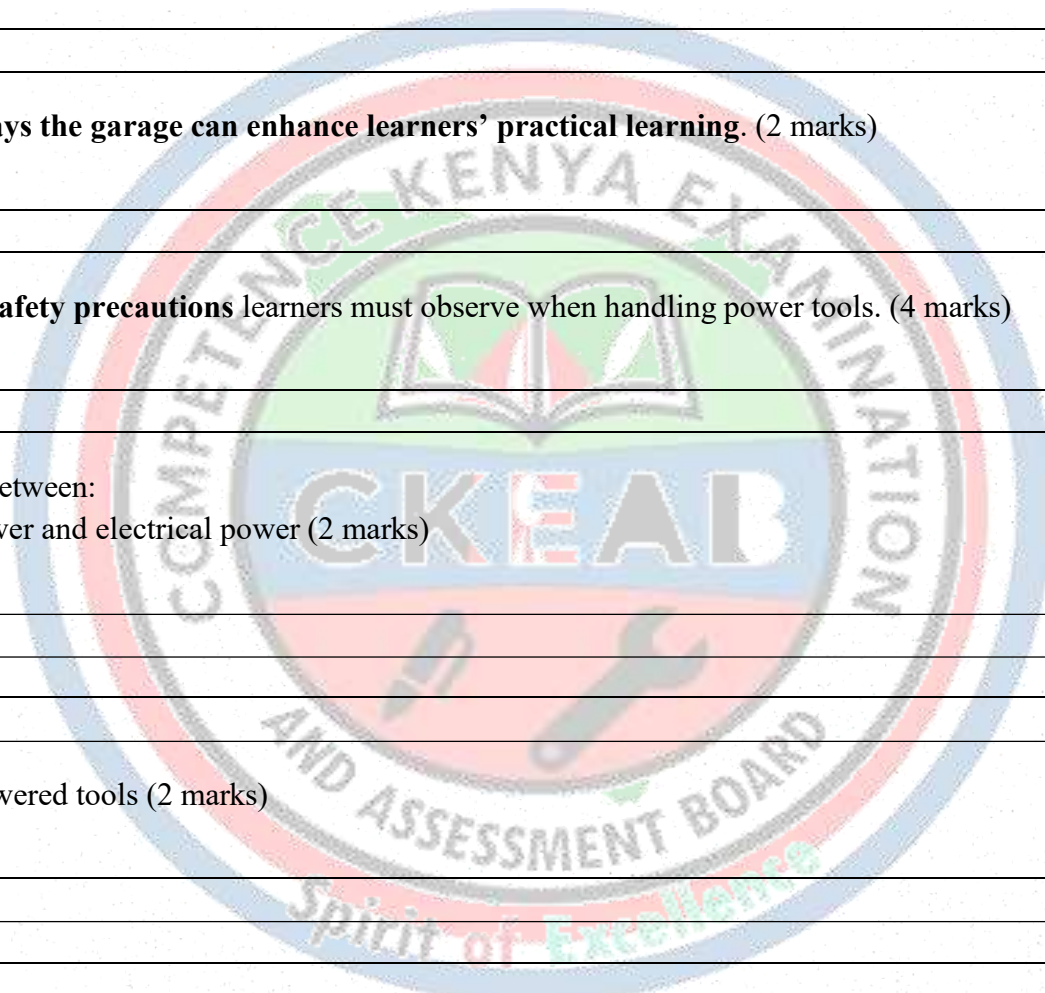 ays the garage can enhance learners' practical learning. (2 marks)
afety precautions learners must observe when handling power tools. (4 marks)
etween:
ver and electrical power (2 marks)
wered tools (2 marks)
COMPETENCE KENYA EXAMINATION
CKEAB
AND ASSESSMENT BOARD
Spirit of Excellence